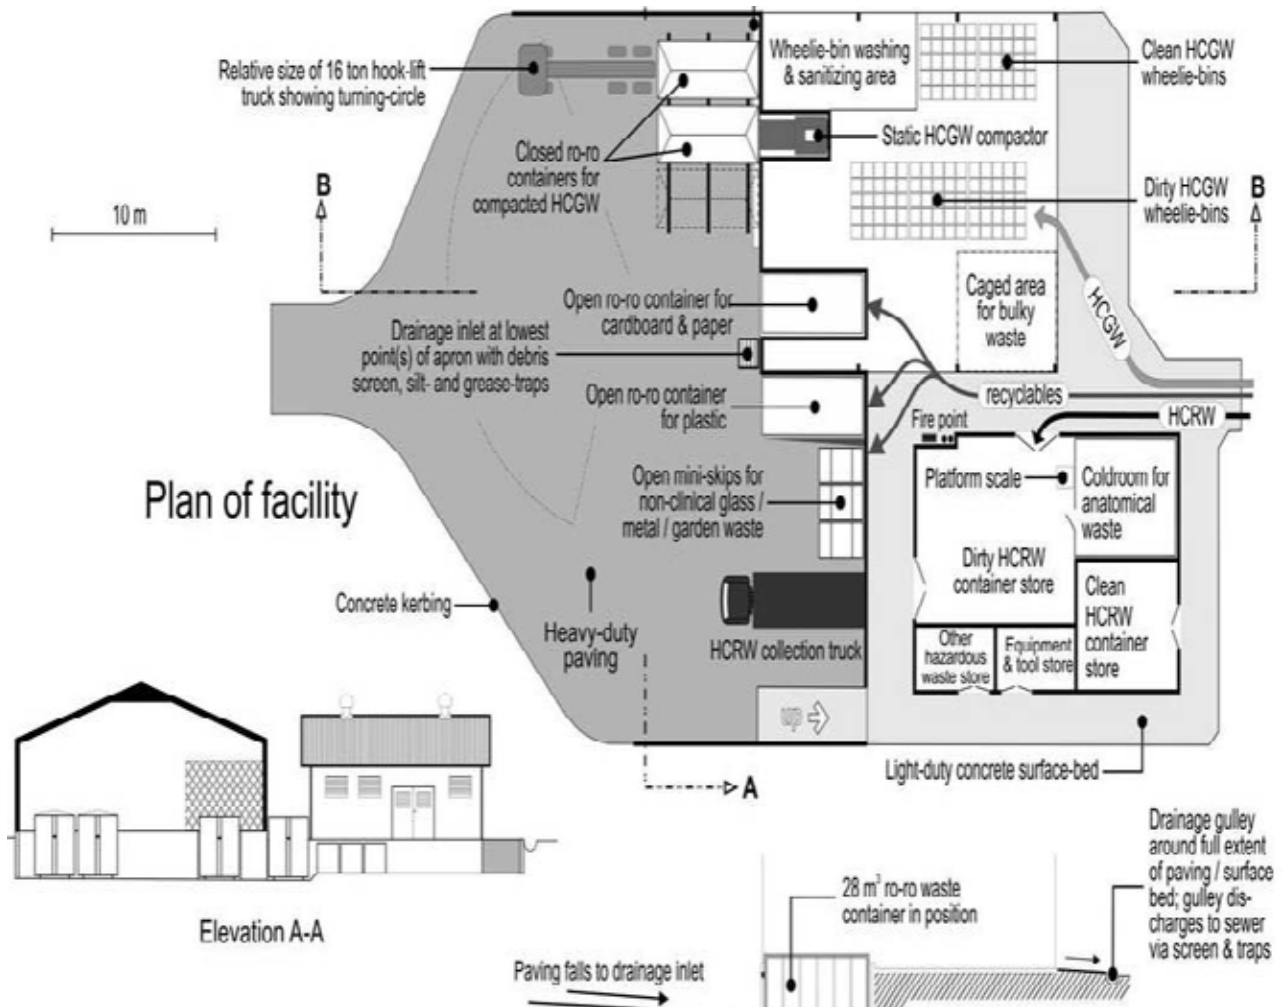 Relative size of 16 ton hook-lift
truck showing turning-circle
Wheelie-bin washing
& sanitizing area
Clean HCGW
wheelie-bins
Static HCGW compactor
Closed ro-ro
containers for
compacted HCGW
Dirty HCGW
wheelie-bins
B
B
10 m
HCGW
Caged area
for bulky
waste
Open ro-ro container for
cardboard & paper
Drainage inlet at lowest
point(s) of apron with debris
screen, silt- and grease-traps
Open ro-ro container
for plastic
recyclables
HCRW
Fire point
Plan of facility
Open mini-skips for
non-clinical glass /
metal / garden waste
Platform scale
Coldroom for
anatomical
waste
Dirty HCRW
container store
Clean
HCRW
container
store
Concrete kerbing
Heavy-duty
paving
HCRW collection truck
Other
hazardous
waste store
Equipment
& tool store
up
A
Light-duty concrete surface-bed
Elevation A-A
28 m³ ro-ro waste
container in position
Drainage gulley
around full extent
of paving / surface
bed; gulley dis-
charges to sewer
via screen & traps
Paving falls to drainage inlet